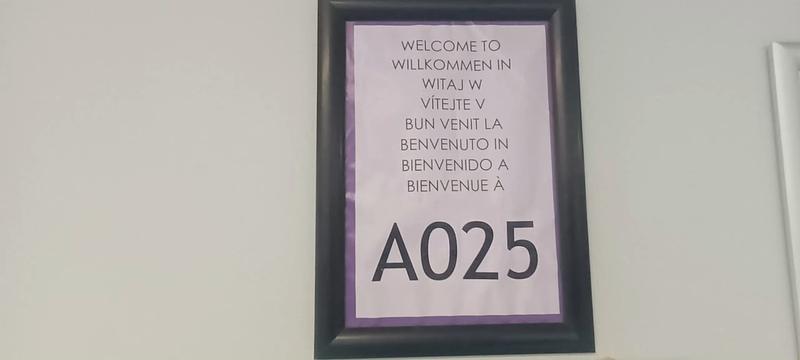 WELCOME TO
WILLKOMMEN IN
WITAJ W
VÍTEJTE V
BUN VENIT LA
BENVENUTO IN
BIENVENIDO A
BIENVENUE À
A025